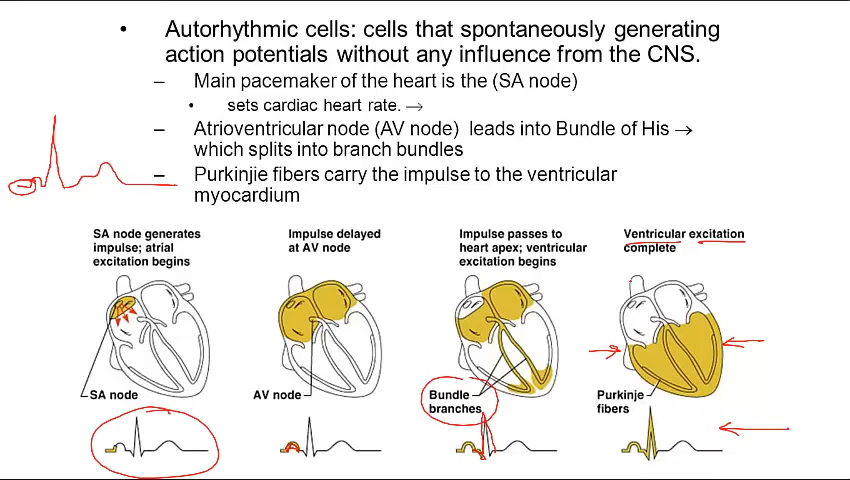 • Autorhythmic cells: cells that spontaneously generating
action potentials without any influence from the CNS.
– Main pacemaker of the heart is the (SA node)
• sets cardiac heart rate. →
– Atrioventricular node (AV node) leads into Bundle of His →
which splits into branch bundles
– Purkinjie fibers carry the impulse to the ventricular
myocardium
SA node generates
impulse; atrial
excitation begins
Impulse delayed
at AV node
Impulse passes to
heart apex; ventricular
excitation begins
Ventricular excitation
complete
SA node
AV node
Bundle
branches
Purkinje
fibers